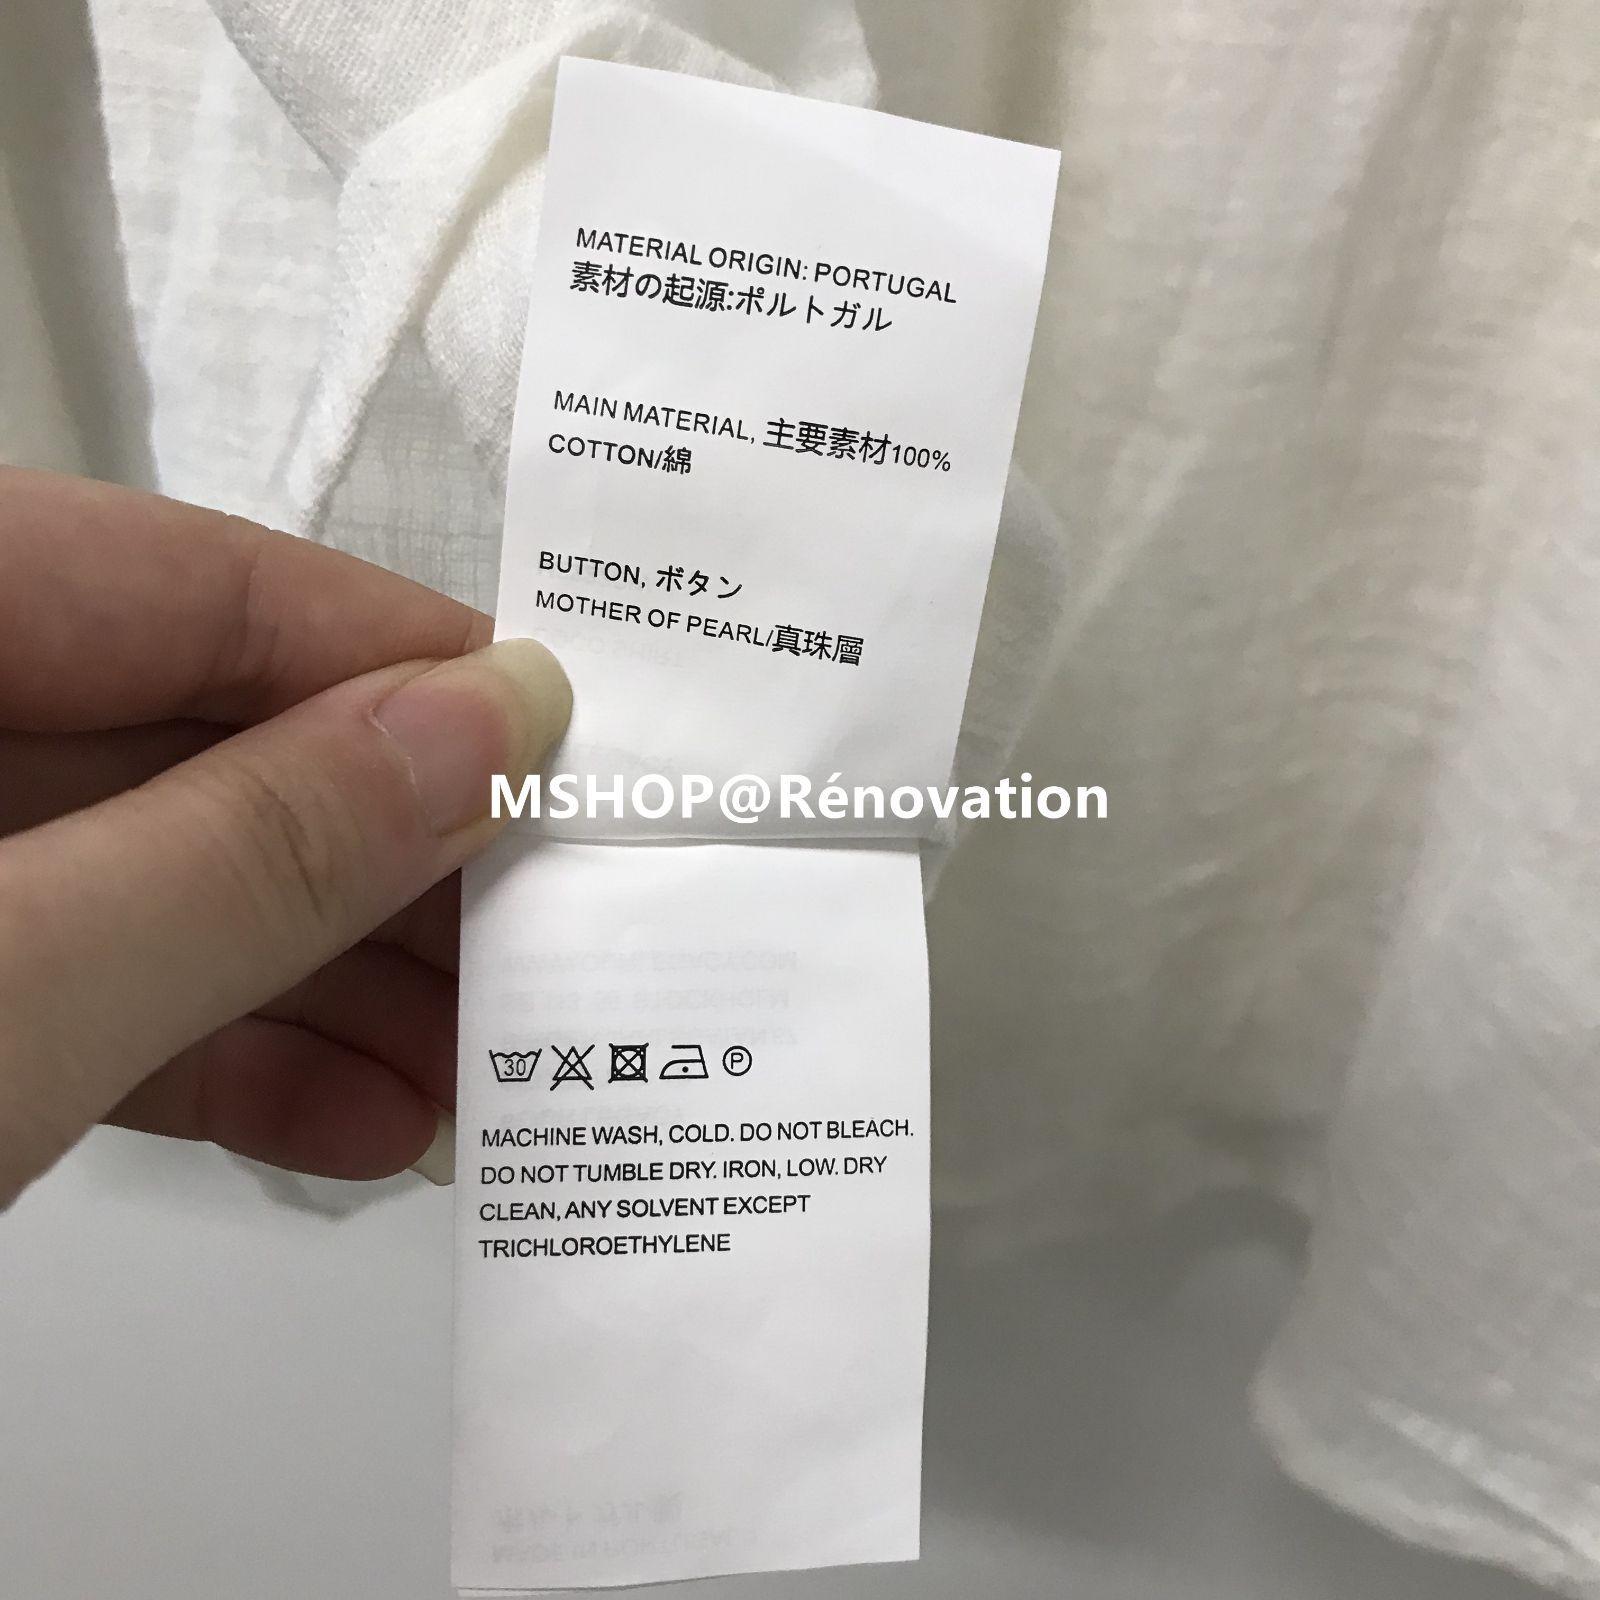 MATERIAL ORIGIN: PORTUGAL
素材の起源:ポルトガル
MAIN MATERIAL, 主要素材100%
COTTON/綿
BUTTON, ボタン
MOTHER OF PEARL/真珠層
MSHOP@Rénovation
30 P
MACHINE WASH, COLD. DO NOT BLEACH.
DO NOT TUMBLE DRY. IRON, LOW. DRY
CLEAN, ANY SOLVENT EXCEPT
TRICHLOROETHYLENE